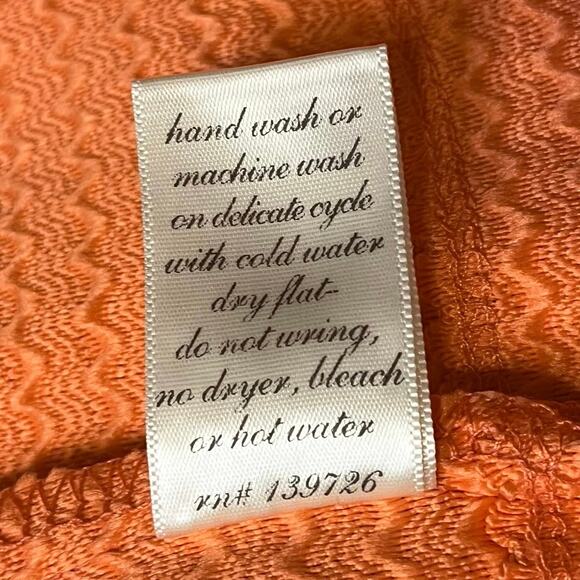 hand wash or
machine wash
on delicate cycle
with cold water
dry flat-
do not wring,
no dryer, bleach
or hot water
rn# 139726